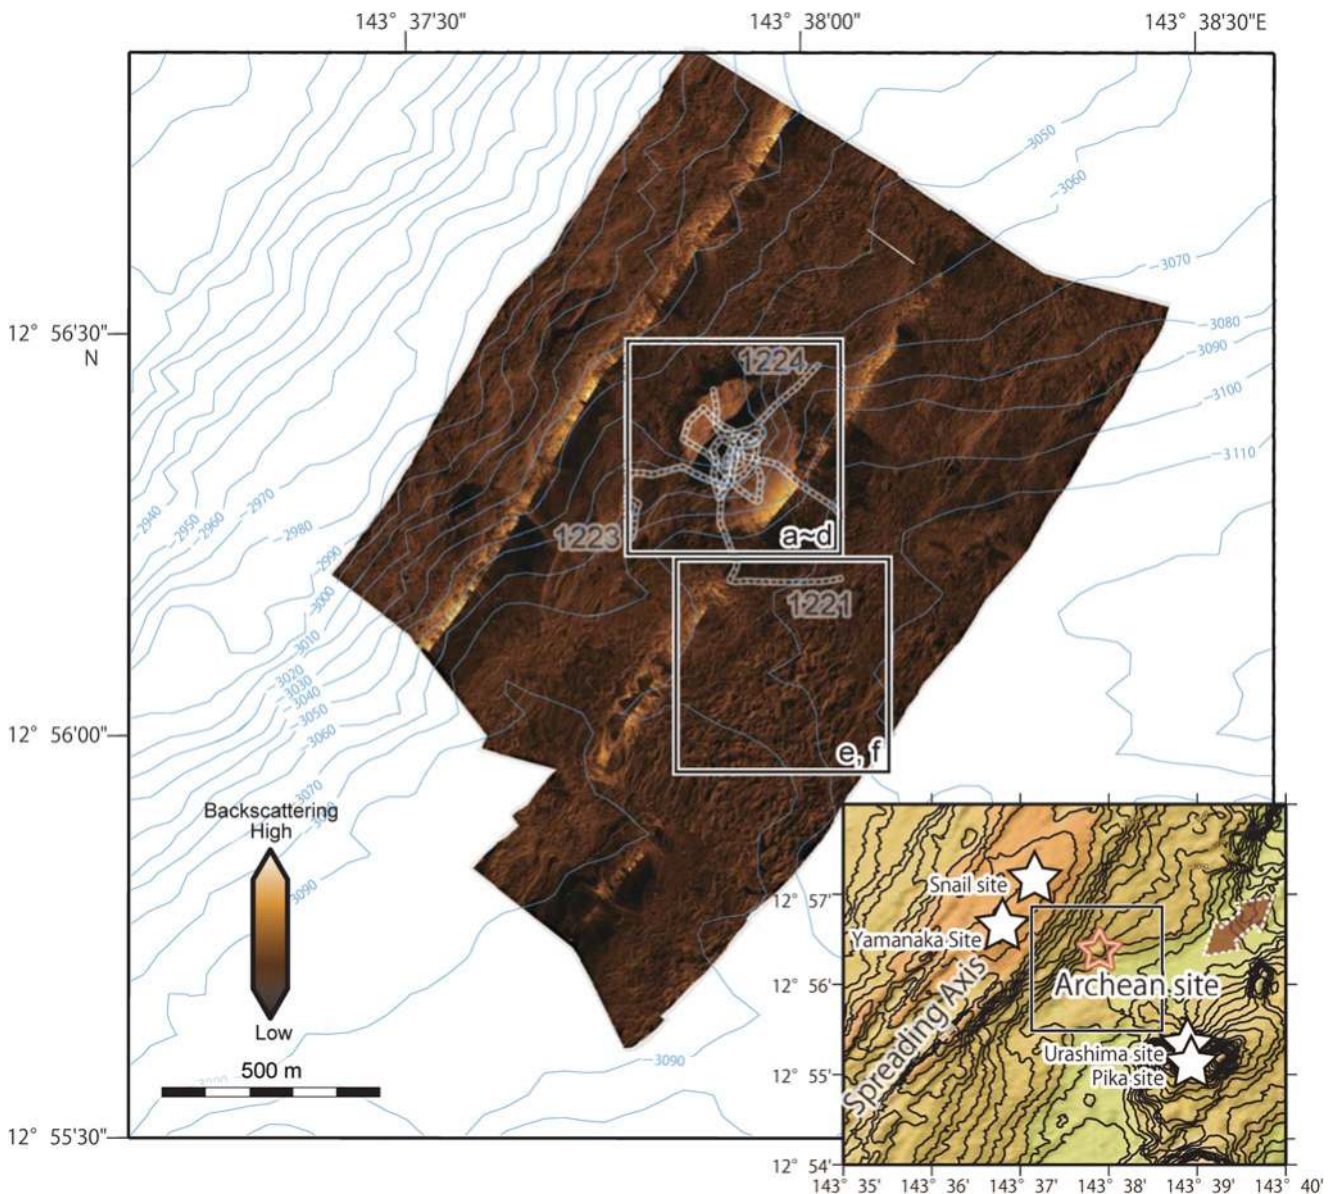 143° 37'30" 143° 38'00" 143° 38'30"E
-3050
-3060
-3070
12° 56'30"
N
-3080
-3090
-3100
-3110
1224
-2940
-2950
-2960
-2970
-2980
-2990
-3000
-3010
-3020
-3030
-3040
-3050
-3060
-3070
-3080
-3090
1223
a~d
1221
e, f
12° 56'00"
Backscattering
High
Low
500 m
-3090
12° 55'30"
Snail site
Yamanaka Site
Archean site
Spreading Axis
Urashima site
Pika site
12° 57'
12° 56'
12° 55'
12° 54'
143° 35' 143° 36' 143° 37' 143° 38' 143° 39' 143° 40'